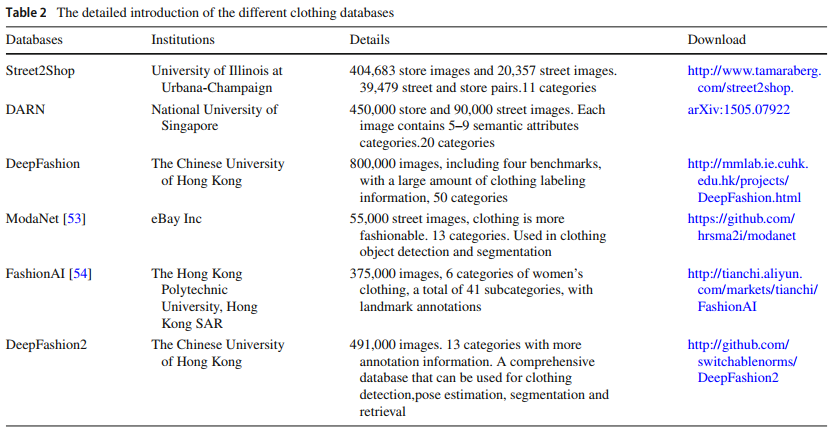 Table 2 The detailed introduction of the different clothing databases
Databases Institutions Details Download
Street2Shop University of Illinois at 404,683 store images and 20,357 street images. http://www.tamaraberg.
Urbana-Champaign 39,479 street and store pairs.11 categories com/street2shop.
DARN National University of 450,000 store and 90,000 street images. Each arXiv:1505.07922
Singapore image contains 5–9 semantic attributes
categories.20 categories
DeepFashion The Chinese University 800,000 images, including four benchmarks, http://mmlab.ie.cuhk.
of Hong Kong with a large amount of clothing labeling edu.hk/projects/
information, 50 categories DeepFashion.html
ModaNet [53] eBay Inc 55,000 street images, clothing is more https://github.com/
fashionable. 13 categories. Used in clothing hrsma2i/modanet
object detection and segmentation
FashionAI [54] The Hong Kong 375,000 images, 6 categories of women's http://tianchi.aliyun.
Polytechnic clothing, a total of 41 subcategories, with com/markets/tianchi/
University, Hong landmark annotations FashionAI
Kong SAR
DeepFashion2 The Chinese University 491,000 images. 13 categories with more http://github.com/
of Hong Kong annotation information. A comprehensive switchablenorms/
database that can be used for clothing DeepFashion2
detection,pose estimation, segmentation and
retrieval